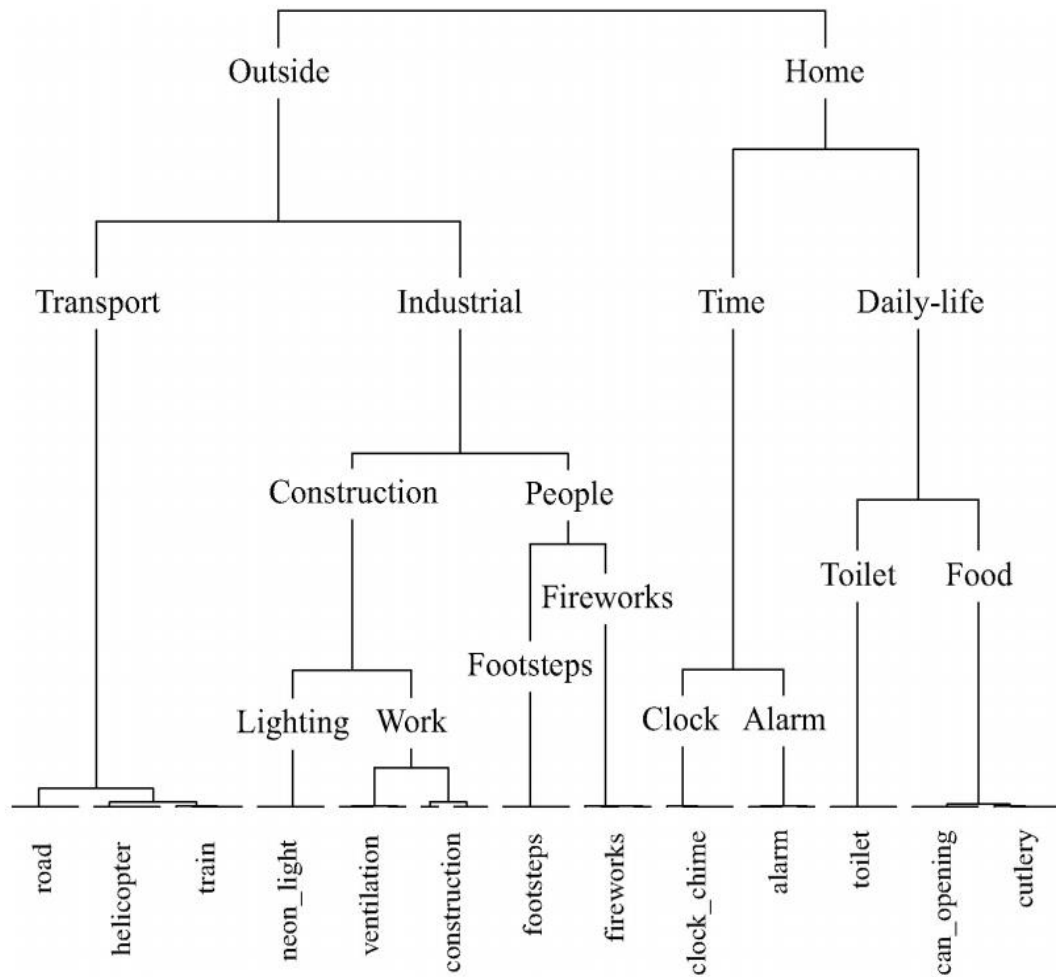 Outside
Home
Transport
Industrial
Time
Daily-life
Construction
People
Toilet
Food
Fireworks
Footsteps
Lighting
Work
Clock
Alarm
road
helicopter
train
neon_light
ventilation
construction
footsteps
fireworks
clock_chime
alarm
toilet
can_opening
cutlery